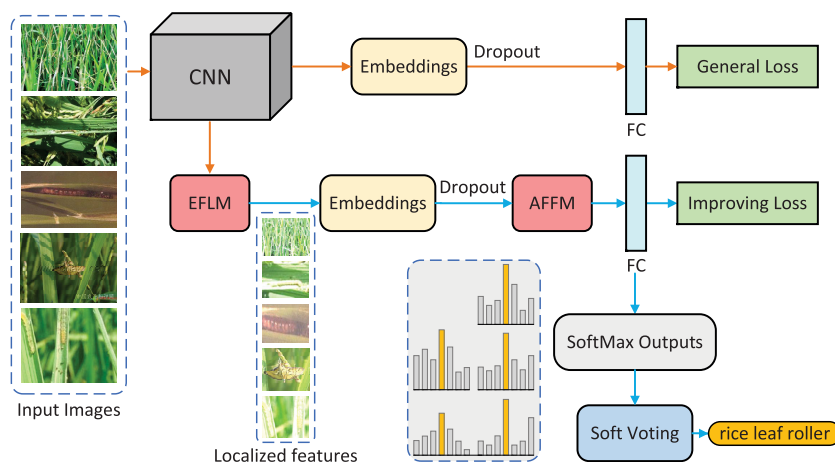 CNN
Embeddings
Dropout
FC
General Loss
EFLM
Embeddings
Dropout
AFFM
FC
Improving Loss
SoftMax Outputs
Soft Voting
rice leaf roller
Input Images
Localized features